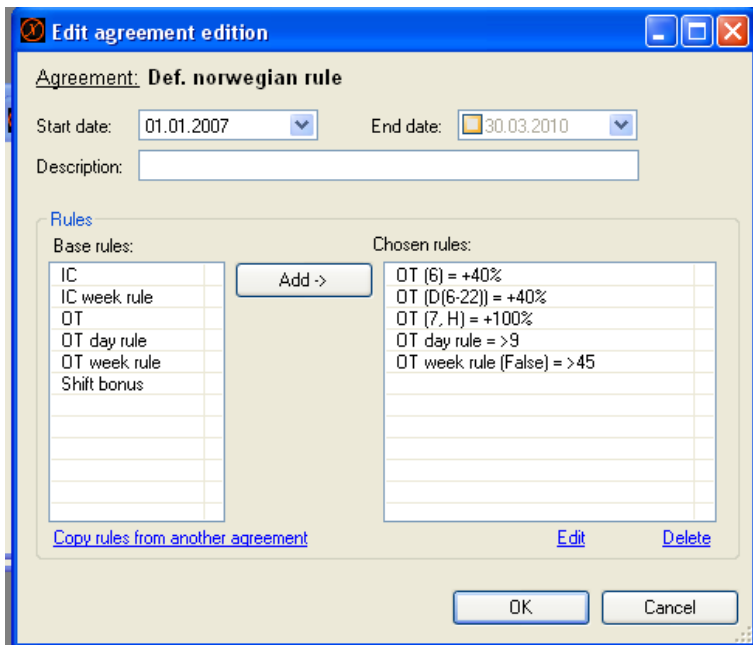 Edit agreement edition
Agreement: Def. norwegian rule
Start date: 01.01.2007 End date: 30.03.2010
Description:
Rules
Base rules:
IC
IC week rule
OT
OT day rule
OT week rule
Shift bonus
Add ->
Chosen rules:
OT (6) = +40%
OT (D(6-22)) = +40%
OT (7, H) = +100%
OT day rule = >9
OT week rule (False) = >45
Copy rules from another agreement
Edit Delete
OK Cancel